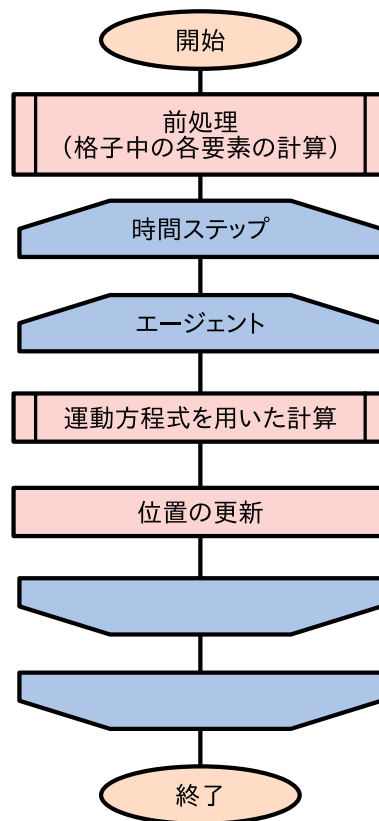 開始
前処理
（格子中の各要素の計算）
時間ステップ
エージェント
運動方程式を用いた計算
位置の更新
終了